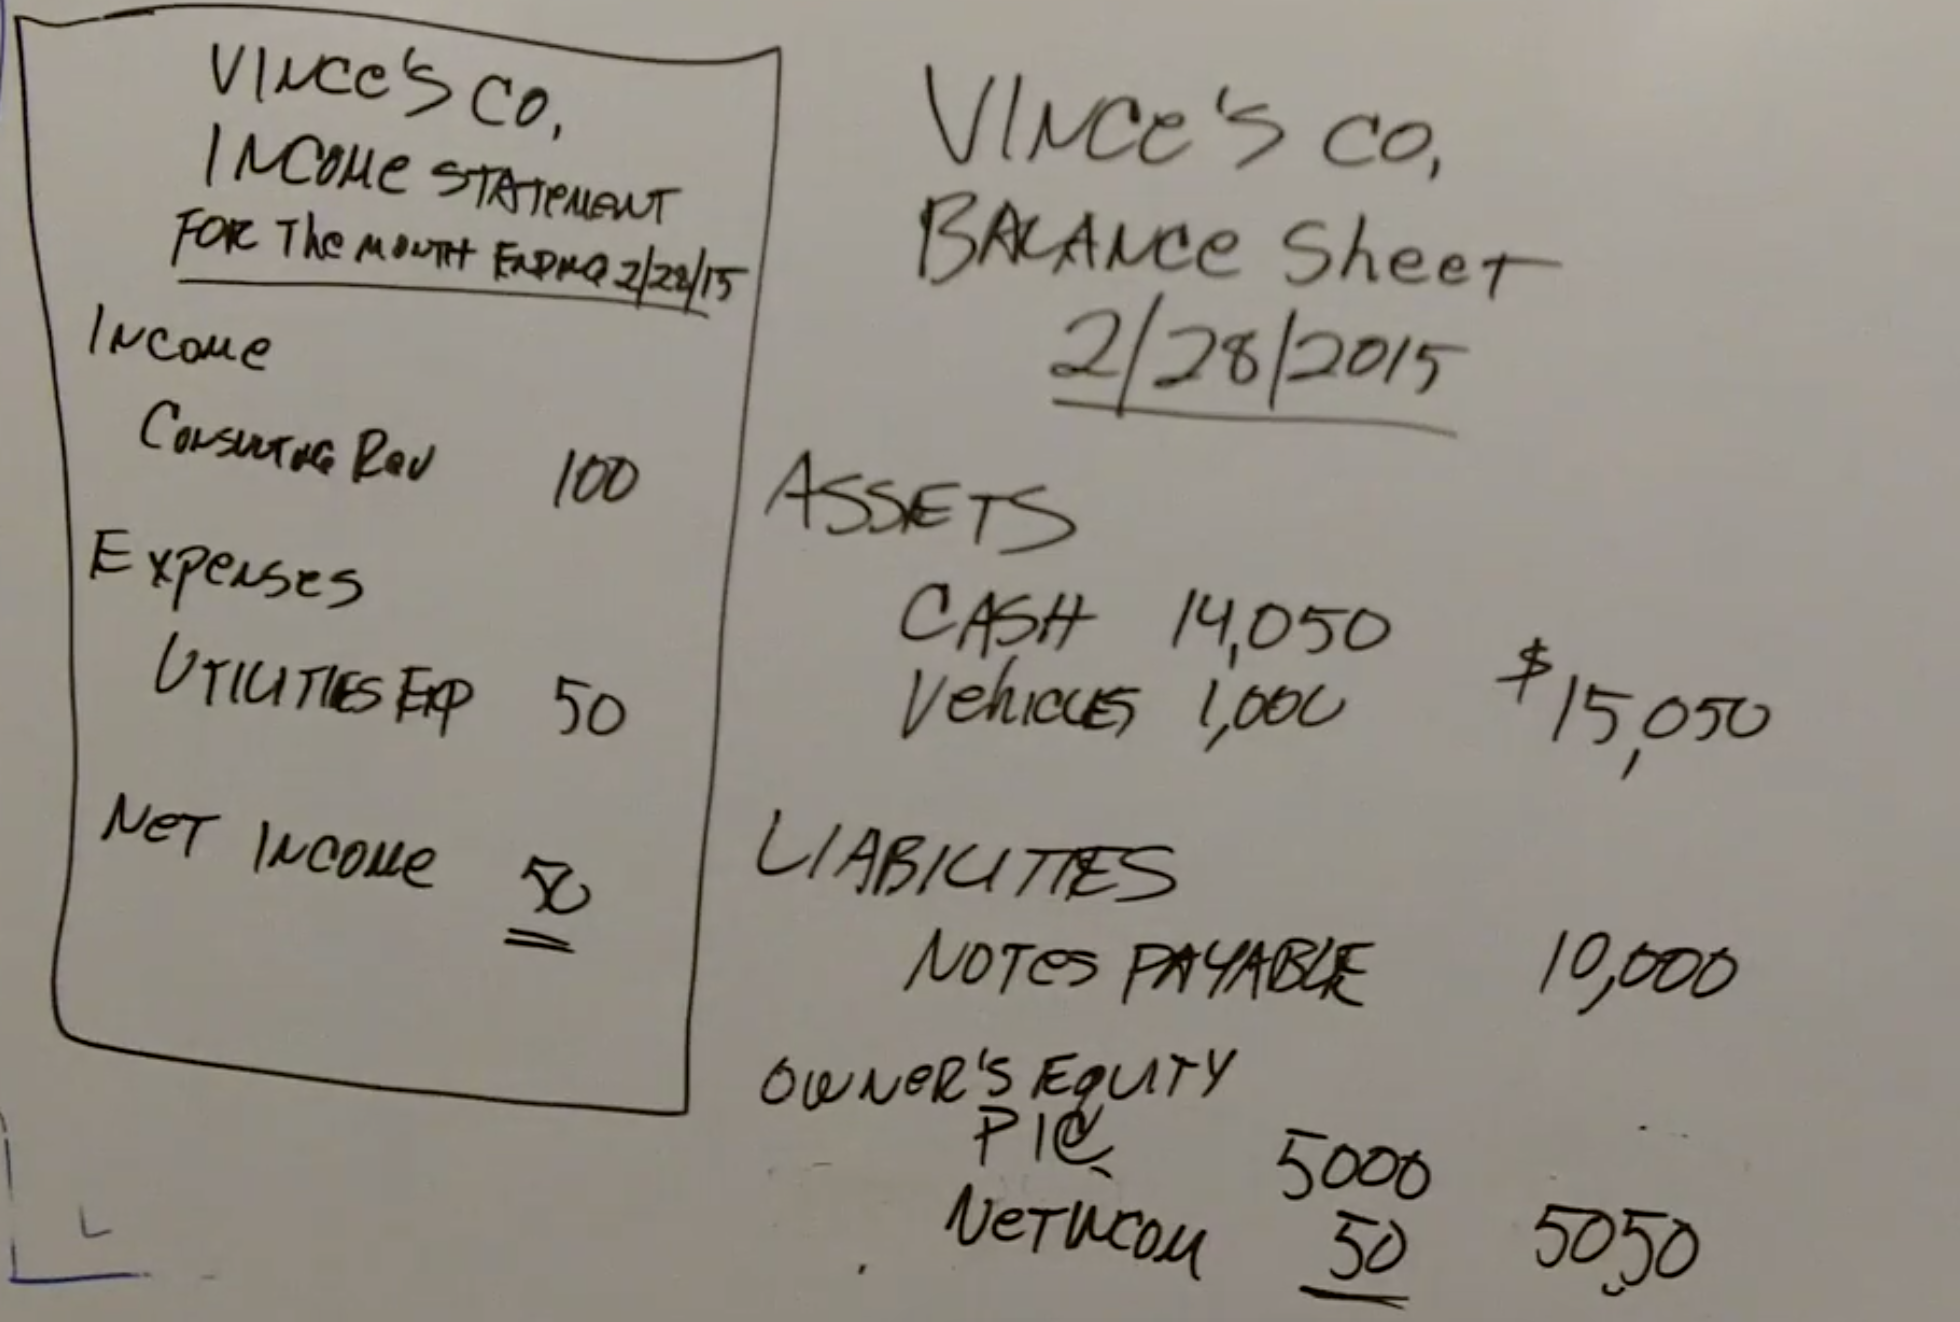 VINCE'S CO.
INCOME STATEMENT
FOR The MONTH ENDING 2/28/15
INCOME
CONSULTING REV 100
Expenses
UTILITIES EXP 50
NET INCOME 50
VINCE'S CO.
BALANCE Sheet
2/28/2015
ASSETS
CASH 14,050
Vehicles 1,000 $15,050
LIABILITIES
NOTES PAYABLE 10,000
OWNER'S EQUITY
PIC 5000
NET INCOM 50 5050
L